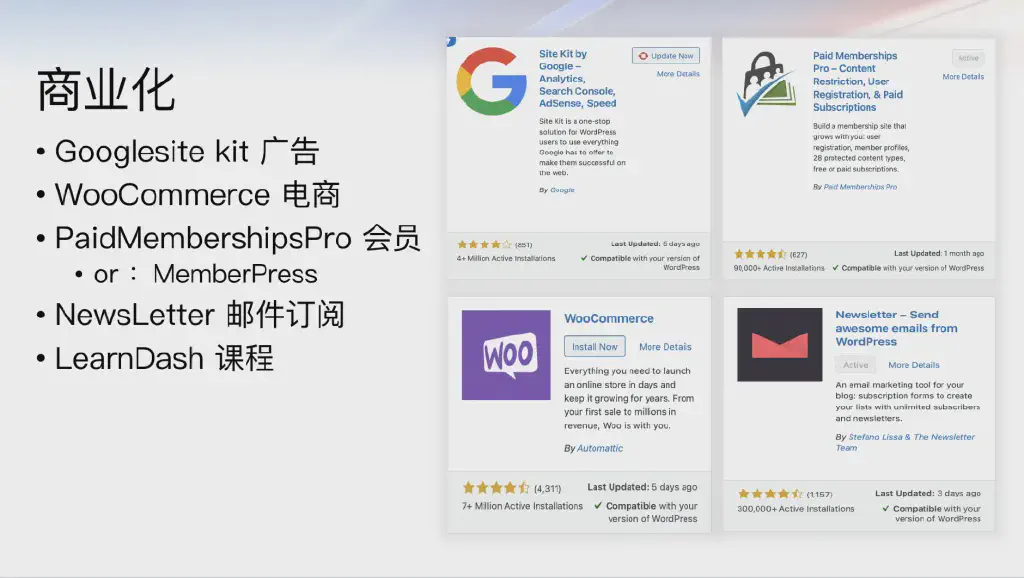 商业化
• Googlesite kit 广告
• WooCommerce 电商
• PaidMembershipsPro 会员
• or ： MemberPress
• NewsLetter 邮件订阅
• LearnDash 课程
Site Kit by
Google –
Analytics,
Search Console,
AdSense, Speed
Update Now
More Details
Site Kit is a one-stop
solution for WordPress
users to use everything
Google has to offer to
make them successful on
the web.
By Google
(851)
4+ Million Active Installations
Last Updated: 5 days ago
✓ Compatible with your version of
WordPress
Paid Memberships
Pro – Content
Restriction, User
Registration, & Paid
Subscriptions
Active
More Details
Build a membership site that
grows with you: user
registration, member profiles,
28 protected content types,
free or paid subscriptions.
By Paid Memberships Pro
(627)
90,000+ Active Installations
Last Updated: 1 month ago
✓ Compatible with your version of WordPress
WOO
WooCommerce
Install Now
More Details
Everything you need to launch
an online store in days and
keep it growing for years. From
your first sale to millions in
revenue, Woo is with you.
By Automattic
(4,311)
7+ Million Active Installations
Last Updated: 5 days ago
✓ Compatible with your
version of WordPress
Newsletter – Send
awesome emails from
WordPress
Active
More Details
An email marketing tool for your
blog: subscription forms to create
your lists with unlimited subscribers
and newsletters.
By Stefano Lissa & The Newsletter
Team
(1,157)
300,000+ Active Installations
Last Updated: 3 days ago
✓ Compatible with your
version of WordPress